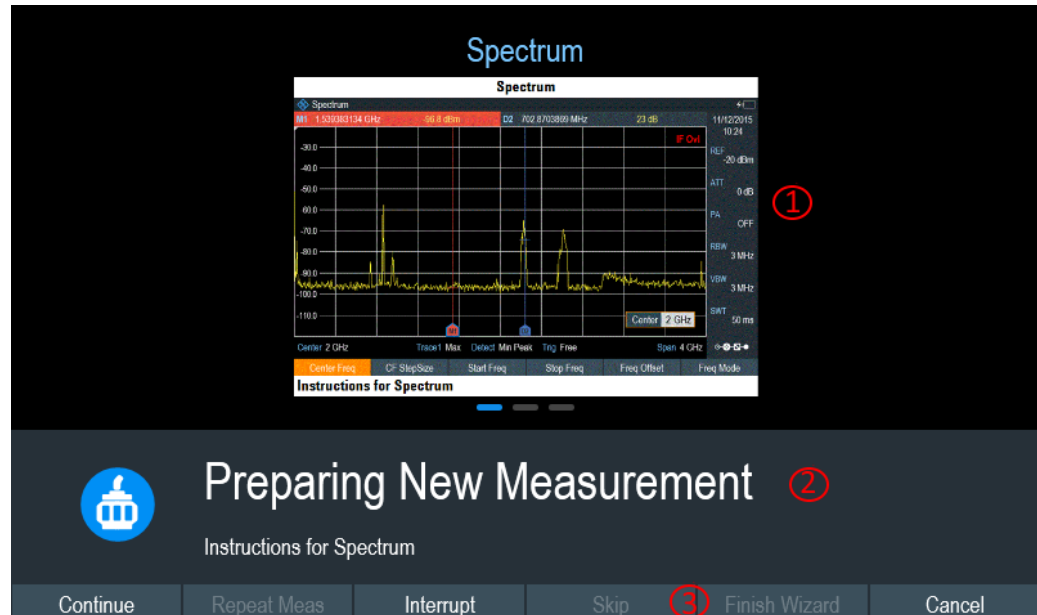 Spectrum
Spectrum
Spectrum
M1 1.539383134 GHz -96.8 dBm D2 702.8703869 MHz 23 dB 11/12/2015
10:24
IF Ovl
-30.0
-40.0
-50.0
-60.0
-70.0
-80.0
-90.0
-100.0
-110.0
REF
-20 dBm
ATT
0 dB
PA
OFF
RBW
3 MHz
VBW
3 MHz
SWT
50 ms
①
M1 D2
Center 2 GHz
Center 2 GHz Trace1 Max Detect Min Peak Trig Free Span 4 GHz
Center Freq CF StepSize Start Freq Stop Freq Freq Offset Freq Mode
Instructions for Spectrum
Preparing New Measurement ②
Instructions for Spectrum
Continue Repeat Meas Interrupt Skip ③ Finish Wizard Cancel